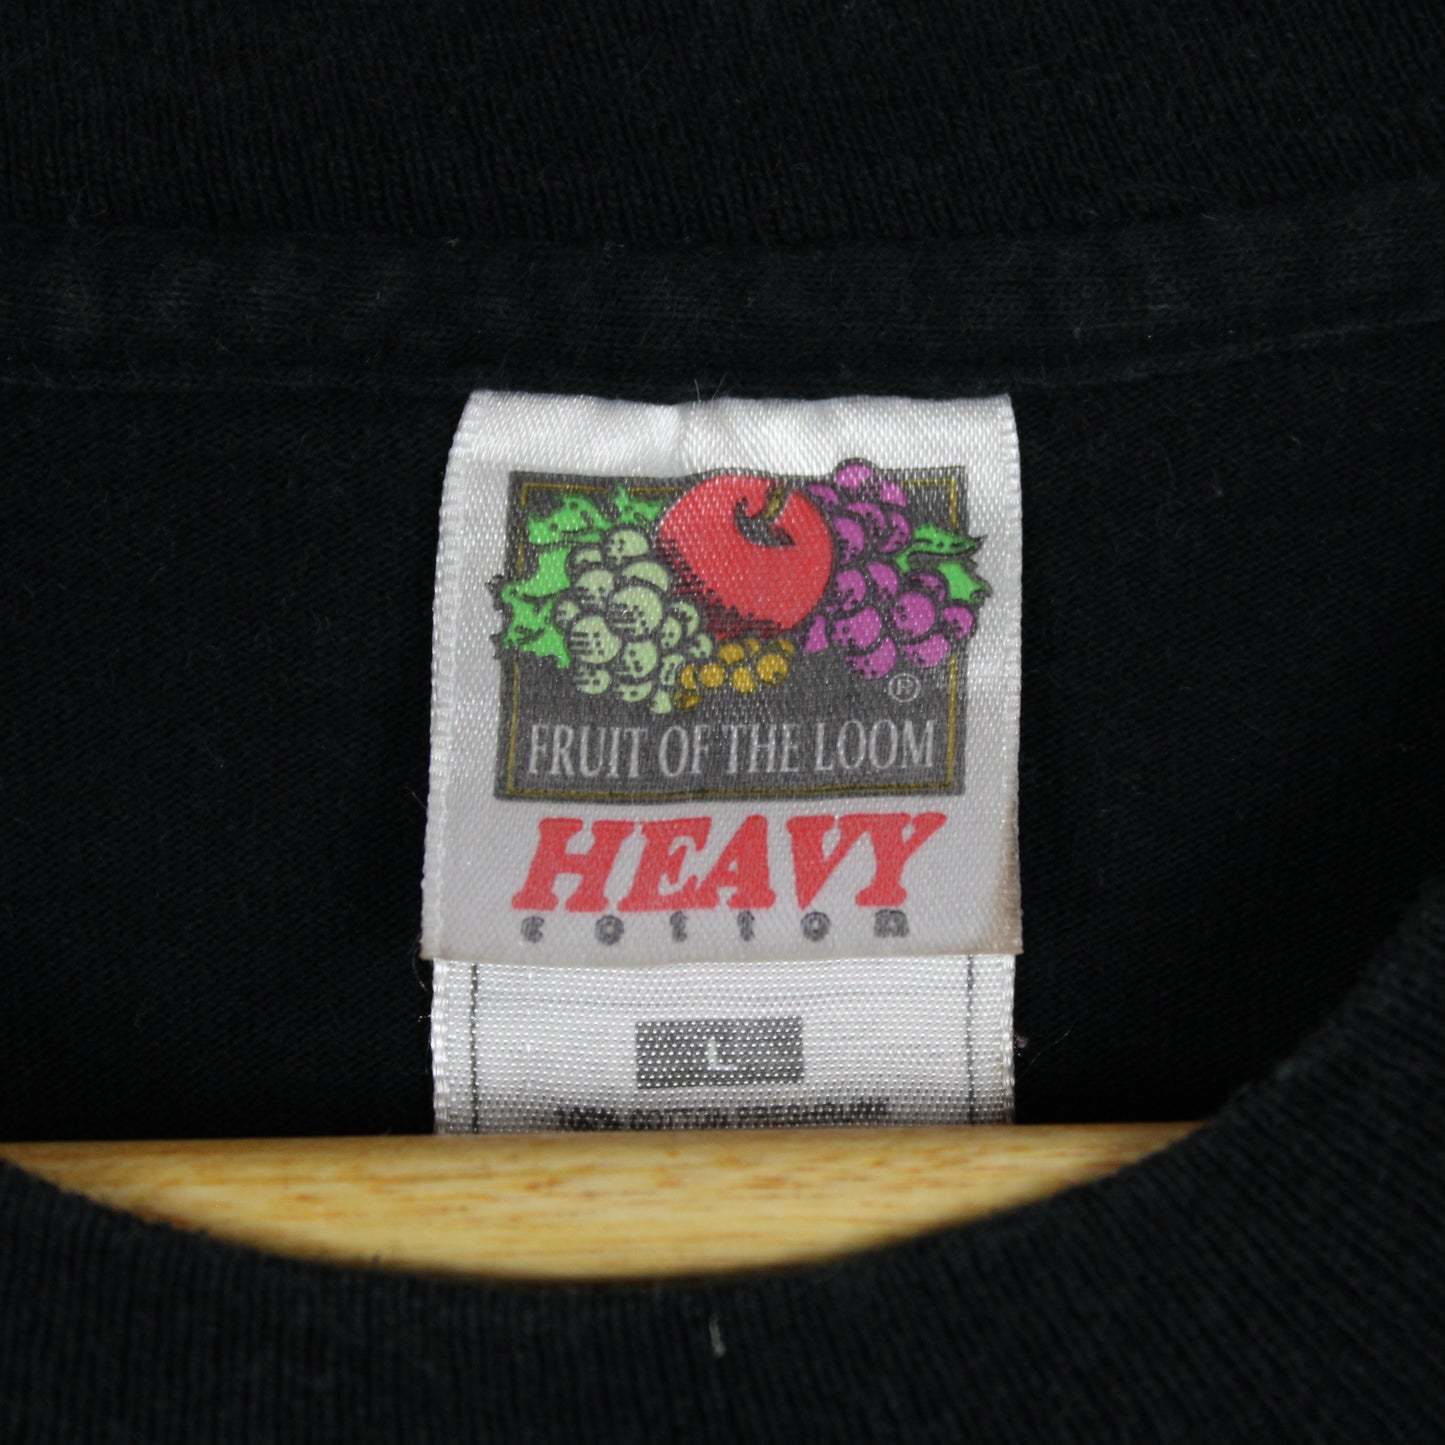 ®
FRUIT OF THE LOOM
HEAVY
cotton
L
100% COTTON PRESHRUNK